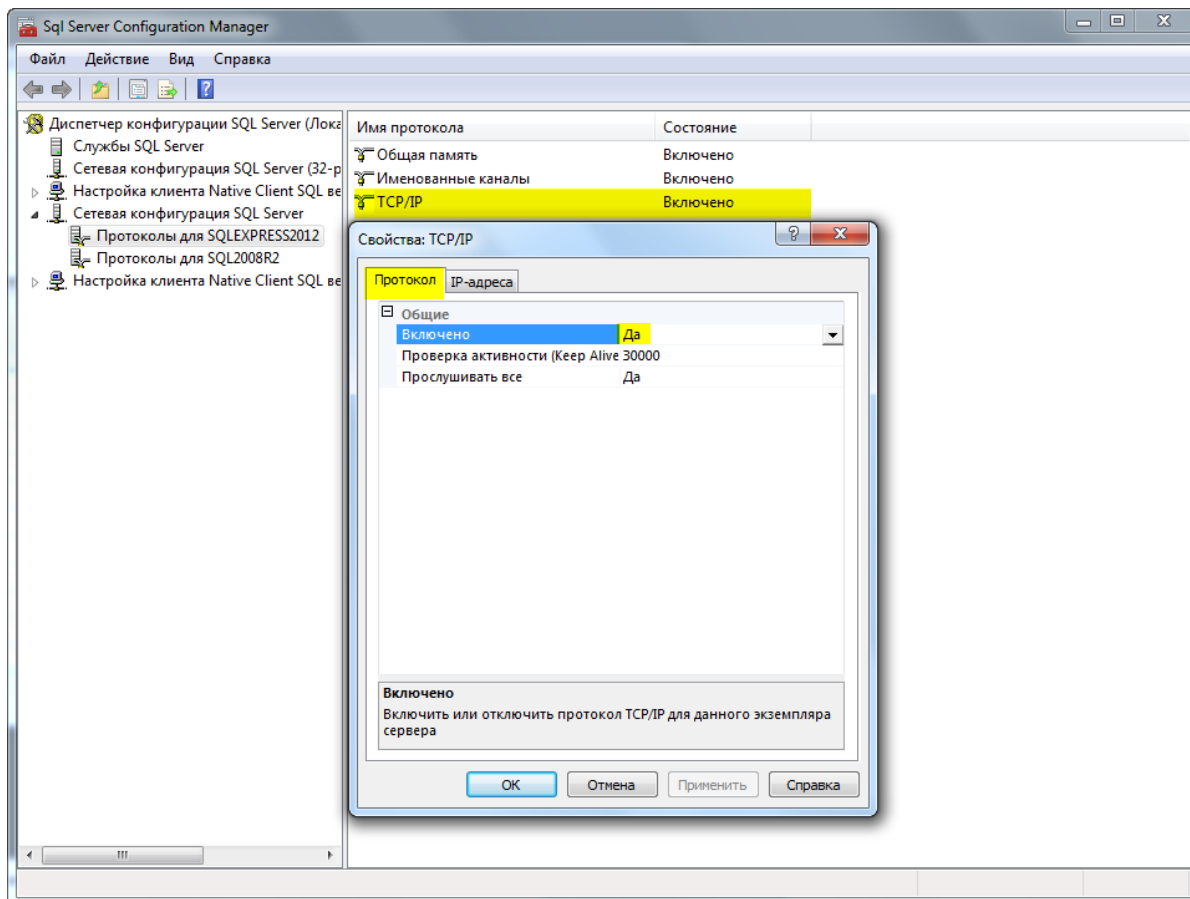 Sql Server Configuration Manager
Файл Действие Вид Справка
Диспетчер конфигурации SQL Server (Лока
Службы SQL Server
Сетевая конфигурация SQL Server (32-р
Настройка клиента Native Client SQL ве
Сетевая конфигурация SQL Server
Протоколы для SQLEXPRESS2012
Протоколы для SQL2008R2
Настройка клиента Native Client SQL ве
Имя протокола Состояние
Общая память Включено
Именованные каналы Включено
TCP/IP Включено
Свойства: TCP/IP
Протокол IP-адреса
Общие
Включено Да
Проверка активности (Keep Alive 30000
Прослушивать все Да
Включено
Включить или отключить протокол TCP/IP для данного экземпляра
сервера
ОК Отмена Применить Справка